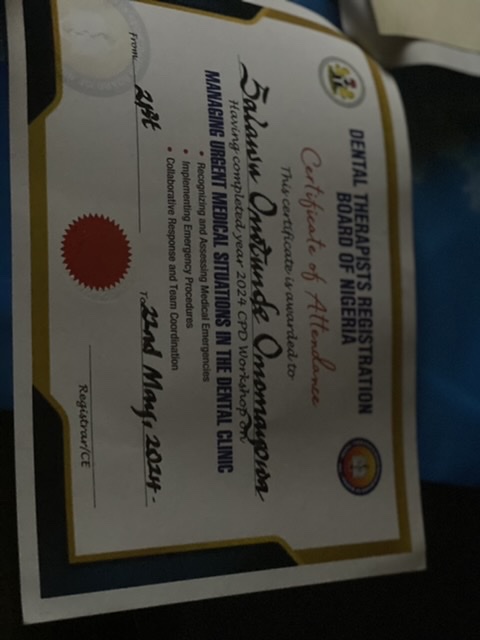 DENTAL THERAPISTS REGISTRATION
BOARD OF NIGERIA
Certificate of Attendance
This certificate is awarded to
Salawu Omotunde Omomayowa
Having completed year 2024 CPD Workshop on
MANAGING URGENT MEDICAL SITUATIONS IN THE DENTAL CLINIC
• Recognizing and Assessing Medical Emergencies
• Implementing Emergency Procedures
• Collaborative Response and Team Coordination
From 21st To 22nd May, 2024-
Registrar/CE